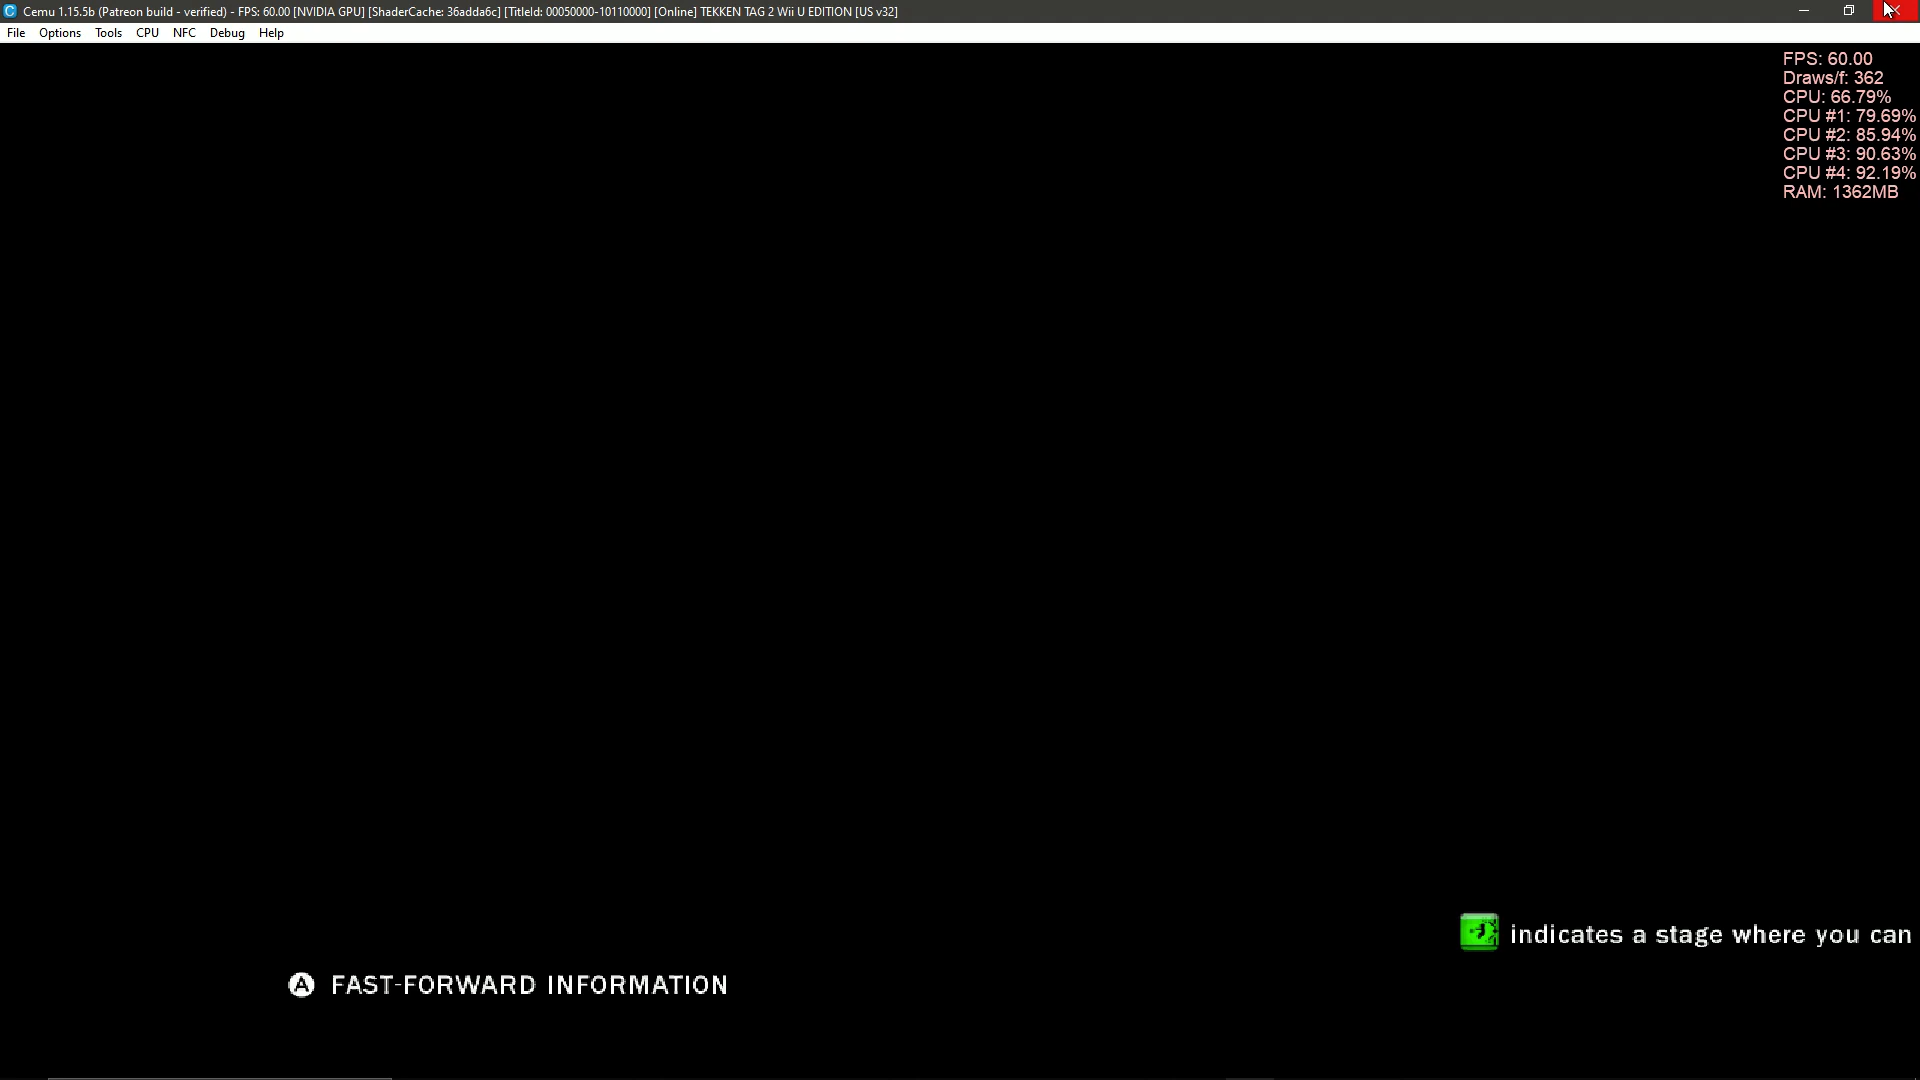 Cemu 1.15.5b (Patreon build - verified) - FPS: 60.00 [NVIDIA GPU] [ShaderCache: 36adda6c] [TitleId: 00050000-10110000] [Online] TEKKEN TAG 2 Wii U EDITION [US v32]
File Options Tools CPU NFC Debug Help
FPS: 60.00
Draws/f: 362
CPU: 66.79%
CPU #1: 79.69%
CPU #2: 85.94%
CPU #3: 90.63%
CPU #4: 92.19%
RAM: 1362MB
indicates a stage where you can
A FAST-FORWARD INFORMATION